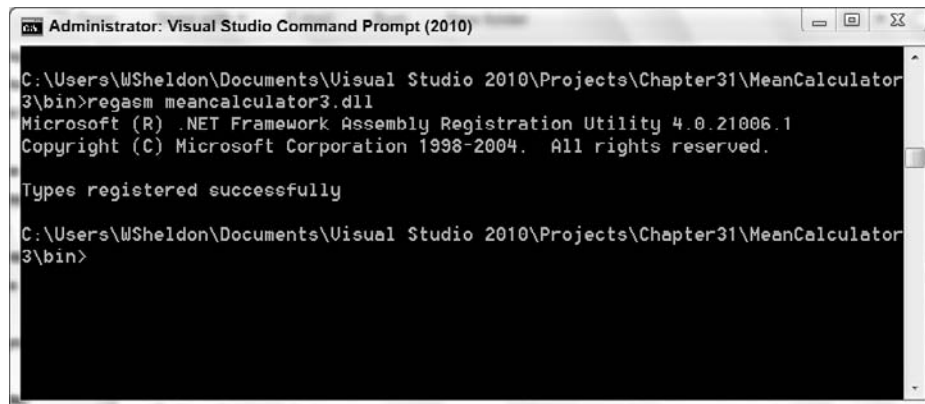 Administrator: Visual Studio Command Prompt (2010)
C:\Users\WSheldon\Documents\Visual Studio 2010\Projects\Chapter31\MeanCalculator
3\bin>regasm meancalculator3.dll
Microsoft (R) .NET Framework Assembly Registration Utility 4.0.21006.1
Copyright (C) Microsoft Corporation 1998-2004.  All rights reserved.
Types registered successfully
C:\Users\WSheldon\Documents\Visual Studio 2010\Projects\Chapter31\MeanCalculator
3\bin>